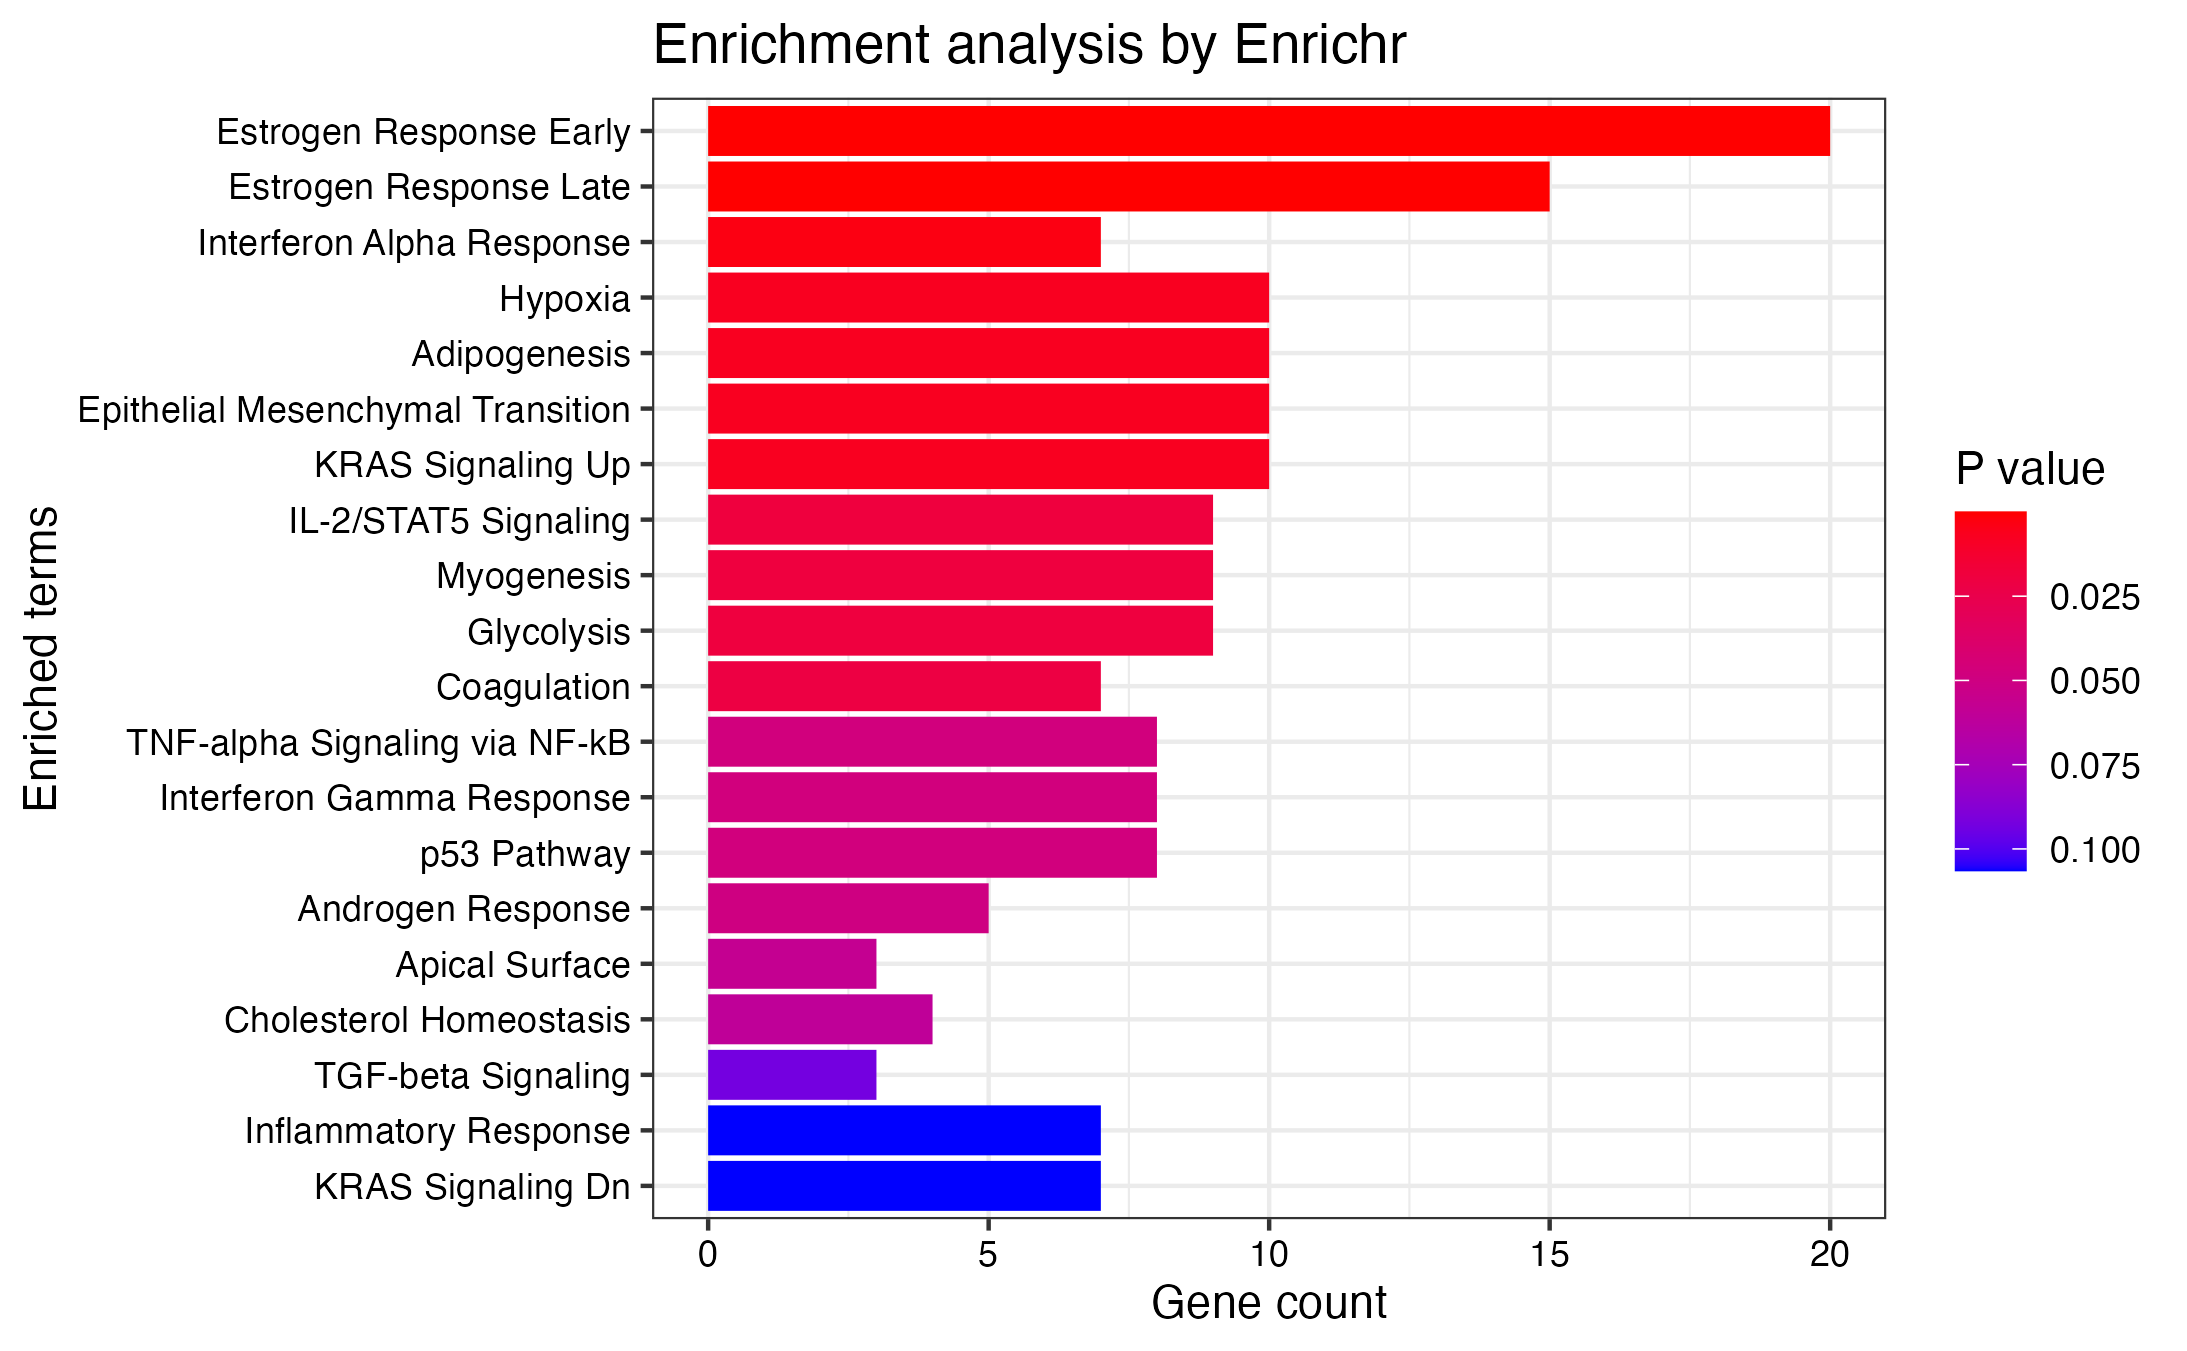 Enrichment analysis by Enrichr
Enriched terms
Estrogen Response Early
Estrogen Response Late
Interferon Alpha Response
Hypoxia
Adipogenesis
Epithelial Mesenchymal Transition
KRAS Signaling Up
IL-2/STAT5 Signaling
Myogenesis
Glycolysis
Coagulation
TNF-alpha Signaling via NF-kB
Interferon Gamma Response
p53 Pathway
Androgen Response
Apical Surface
Cholesterol Homeostasis
TGF-beta Signaling
Inflammatory Response
KRAS Signaling Dn
0 5 10 15 20
Gene count
P value
0.025
0.050
0.075
0.100